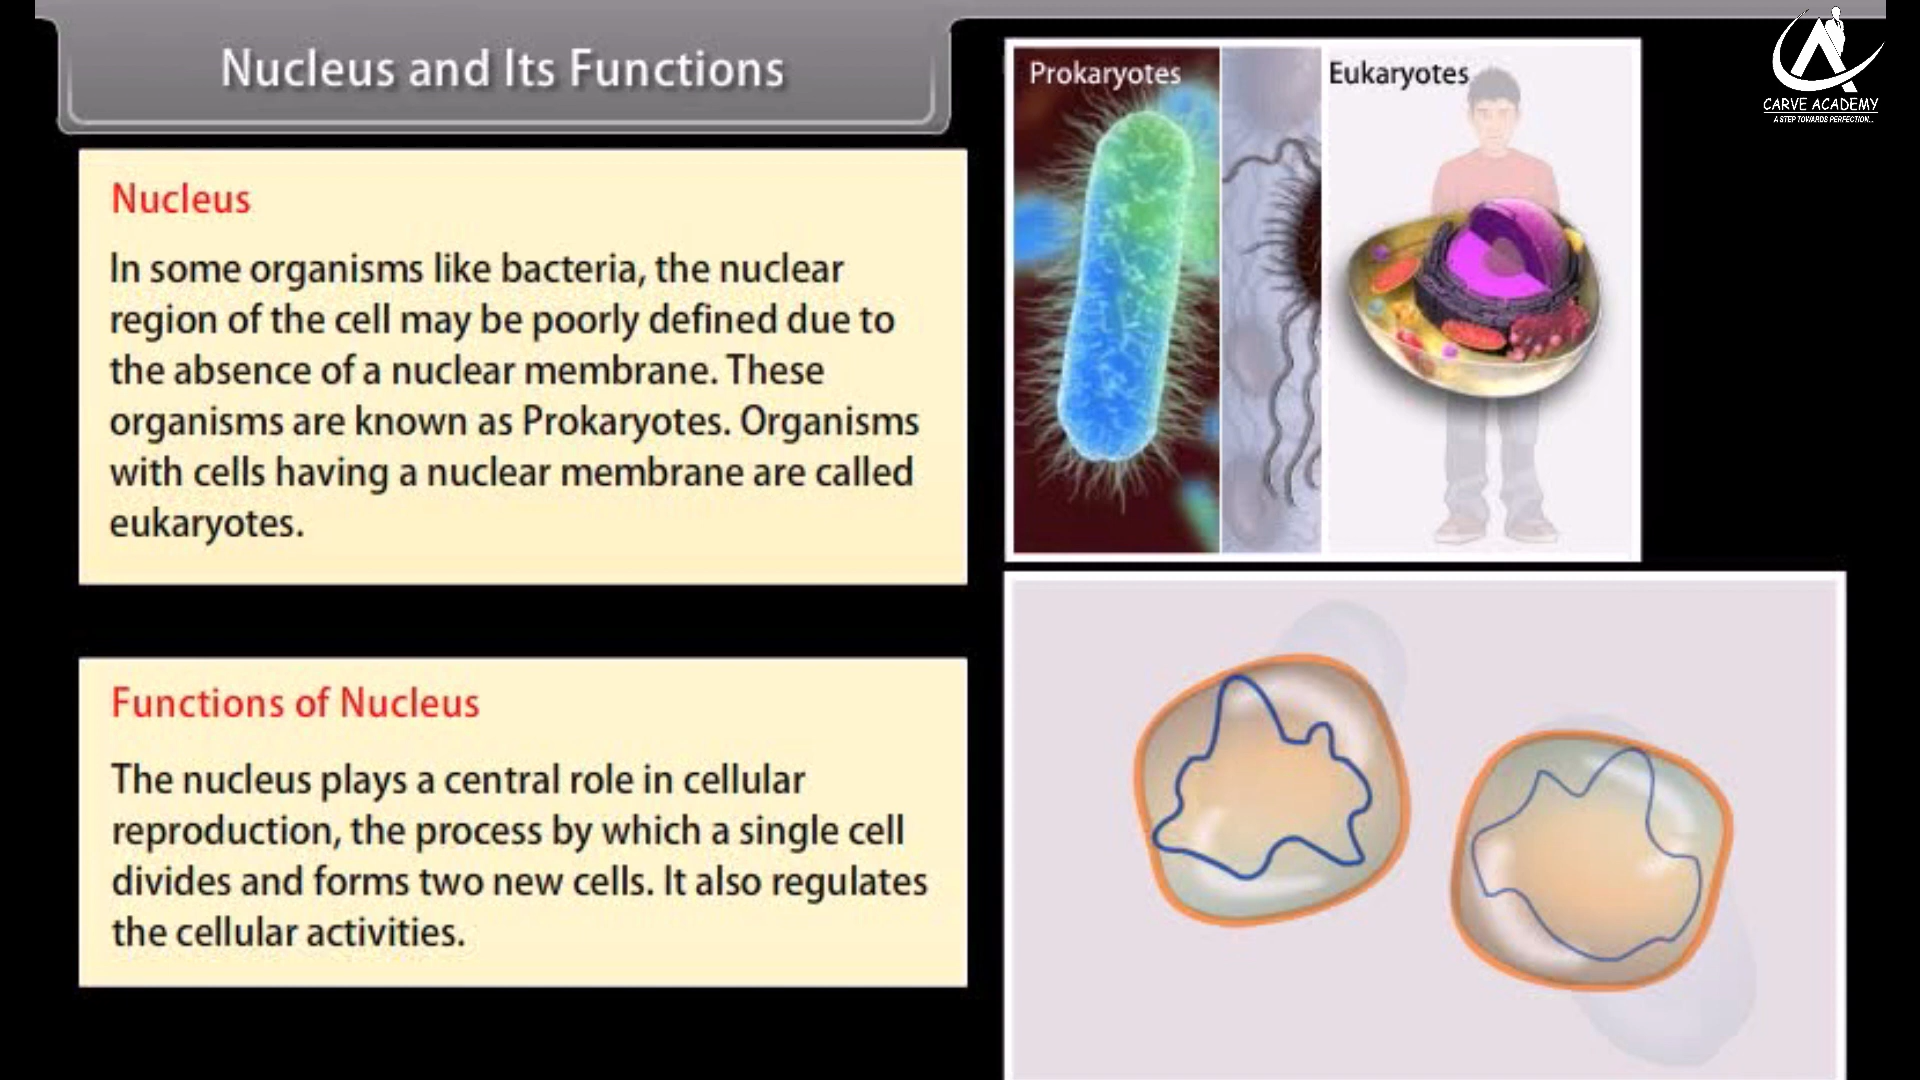 Nucleus and Its Functions
Nucleus
In some organisms like bacteria, the nuclear
region of the cell may be poorly defined due to
the absence of a nuclear membrane. These
organisms are known as Prokaryotes. Organisms
with cells having a nuclear membrane are called
eukaryotes.
Functions of Nucleus
The nucleus plays a central role in cellular
reproduction, the process by which a single cell
divides and forms two new cells. It also regulates
the cellular activities.
Prokaryotes
Eukaryotes
CARVE ACADEMY
A STEP TOWARDS PERFECTION...